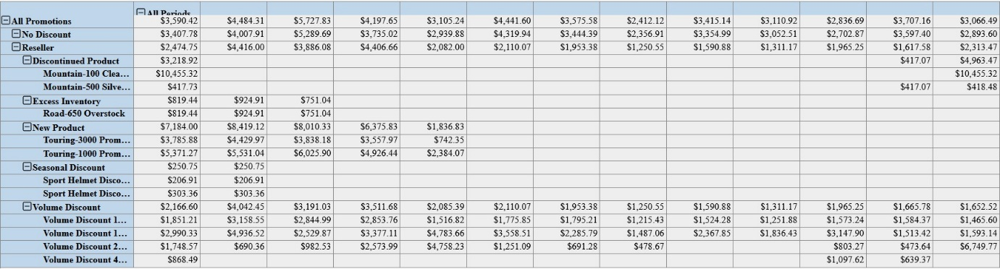 All Periods
All Promotions $3,590.42 $4,484.31 $5,727.83 $4,197.65 $3,105.24 $4,441.60 $3,575.58 $2,412.12 $3,415.14 $3,110.92 $2,836.69 $3,707.16 $3,066.49
No Discount $3,407.78 $4,007.91 $5,289.69 $3,735.02 $2,939.88 $4,319.94 $3,444.39 $2,356.91 $3,354.99 $3,052.51 $2,702.87 $3,597.40 $2,893.60
Reseller $2,474.75 $4,416.00 $3,886.08 $4,406.66 $2,082.00 $2,110.07 $1,953.38 $1,250.55 $1,590.88 $1,311.17 $1,965.25 $1,617.58 $2,313.47
Discontinued Product $3,218.92 $417.07 $4,963.47
Mountain-100 Clea... $10,455.32 $10,455.32
Mountain-500 Silve... $417.73 $417.07 $418.48
Excess Inventory $819.44 $924.91 $751.04
Road-650 Overstock $819.44 $924.91 $751.04
New Product $7,184.00 $8,419.12 $8,010.33 $6,375.83 $1,836.83
Touring-3000 Prom... $3,785.88 $4,429.97 $3,838.18 $3,557.97 $742.35
Touring-1000 Prom... $5,371.27 $5,531.04 $6,025.90 $4,926.44 $2,384.07
Seasonal Discount $250.75 $250.75
Sport Helmet Disco... $206.91 $206.91
Sport Helmet Disco... $303.36 $303.36
Volume Discount $2,166.60 $4,042.45 $3,191.03 $3,511.68 $2,085.39 $2,110.07 $1,953.38 $1,250.55 $1,590.88 $1,311.17 $1,965.25 $1,665.78 $1,652.52
Volume Discount 1... $1,851.21 $3,158.55 $2,844.99 $2,853.76 $1,516.82 $1,775.85 $1,795.21 $1,215.43 $1,524.28 $1,251.88 $1,573.24 $1,584.37 $1,465.60
Volume Discount 1... $2,990.33 $4,936.52 $2,529.87 $3,377.11 $4,783.66 $3,558.51 $2,285.79 $1,487.06 $2,367.85 $1,836.43 $3,147.90 $1,513.42 $1,593.14
Volume Discount 2... $1,748.57 $690.36 $982.53 $2,573.99 $4,758.23 $1,251.09 $691.28 $478.67 $803.27 $473.64 $6,749.77
Volume Discount 4... $868.49 $1,097.62 $639.37